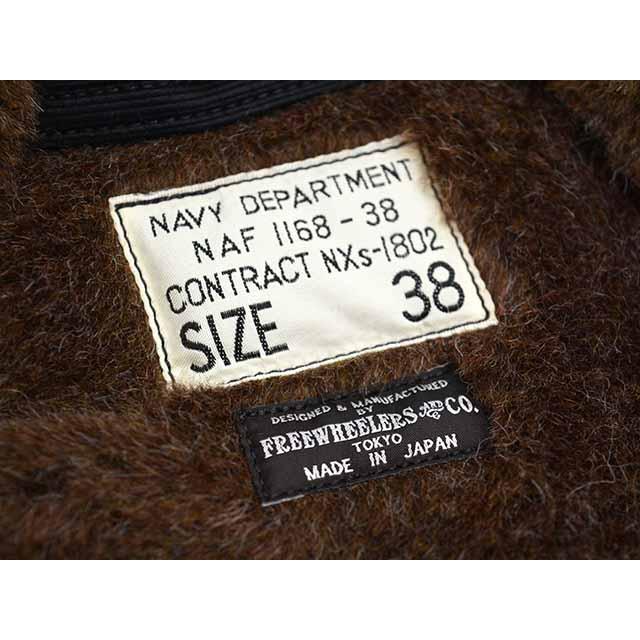 NAVY DEPARTMENT
NAF 1168-38
CONTRACT NXs-1802
SIZE 38
DESIGNED & MANUFACTURED
BY
FREEWHEELERS AND CO.
TOKYO
MADE IN JAPAN